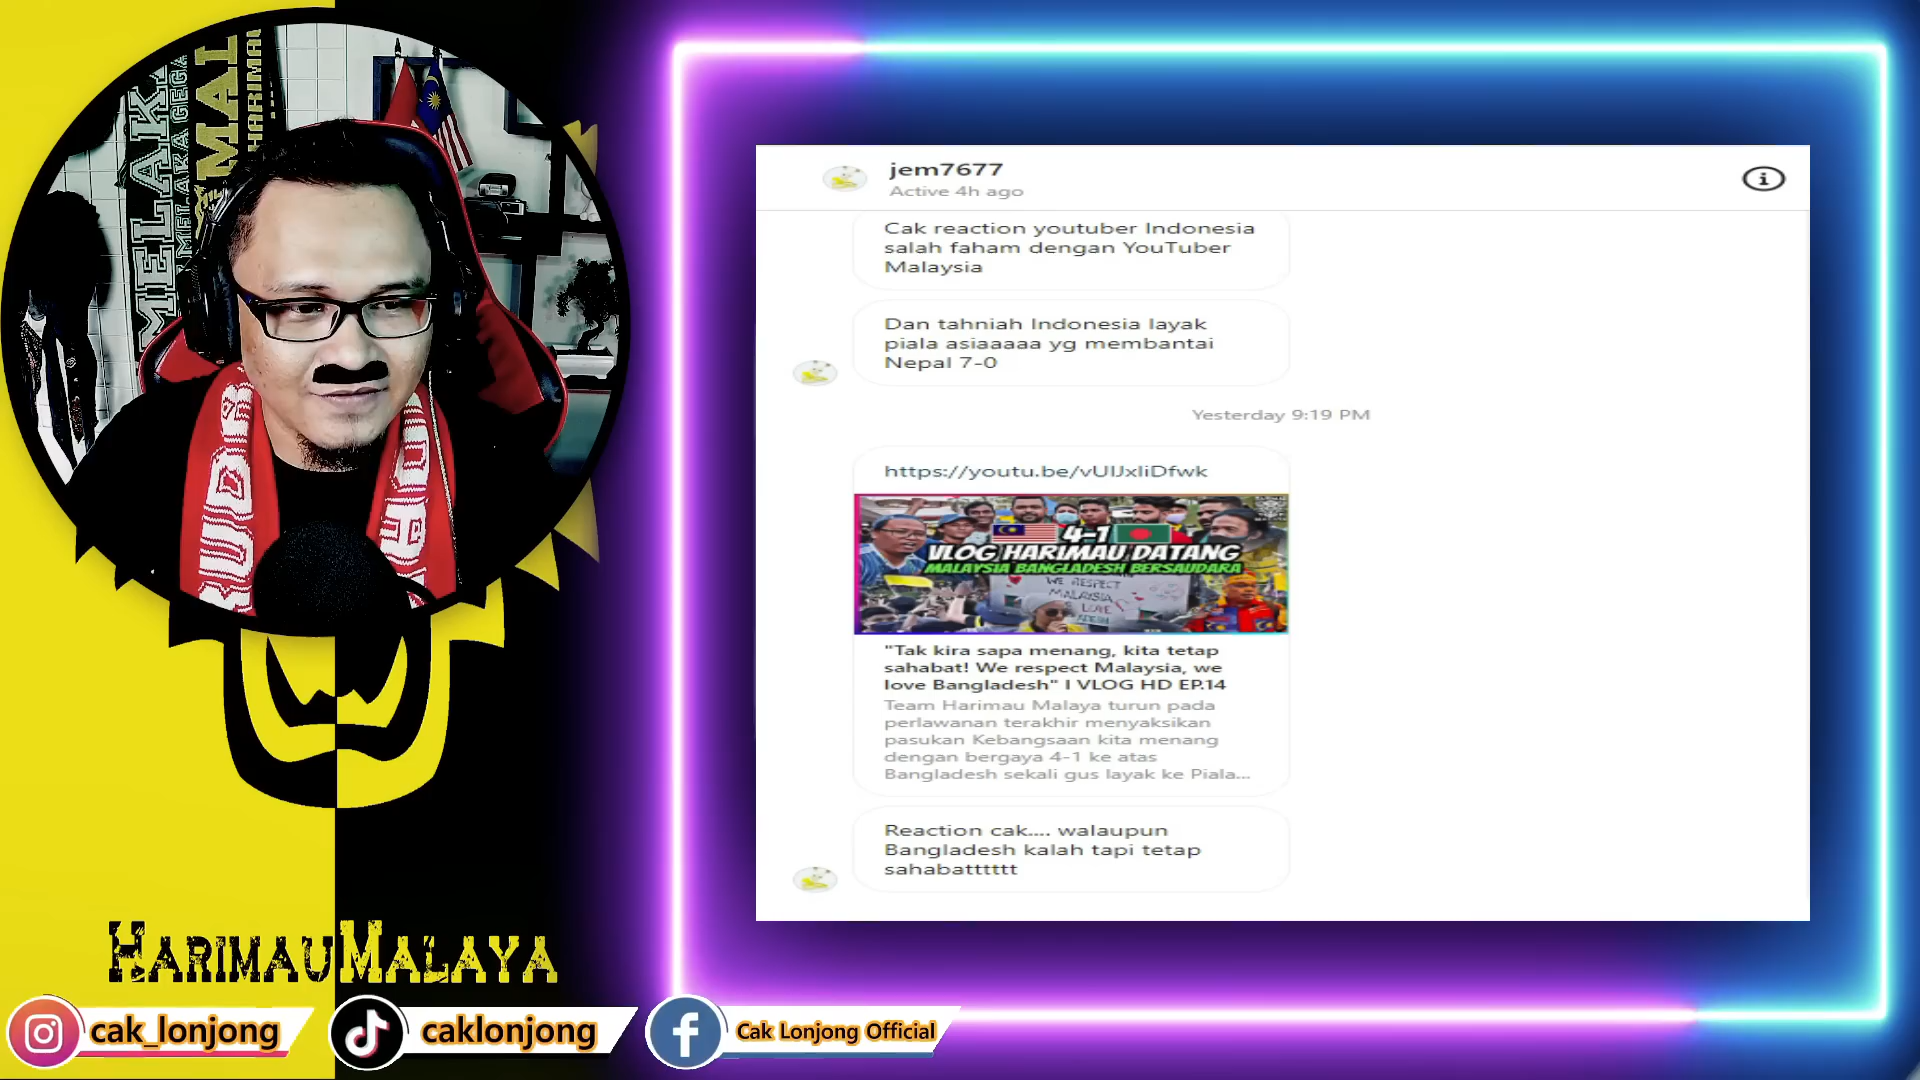 MELAKA
MELAKA GEGA
MAL
HARIMAU
jem7677
Active 4h ago
Cak reaction youtuber Indonesia
salah faham dengan YouTuber
Malaysia
Dan tahniah Indonesia layak
piala asiaaaaa yg membantai
Nepal 7-0
Yesterday 9:19 PM
https://youtu.be/vUIJxliDfwk
4-1
VLOG HARIMAU DATANG
MALAYSIA BANGLADESH BERSAUDARA
WE RESPECT
MALAYSIA
LOVE
"Tak kira sapa menang, kita tetap
sahabat! We respect Malaysia, we
love Bangladesh" I VLOG HD EP.14
Team Harimau Malaya turun pada
perlawanan terakhir menyaksikan
pasukan Kebangsaan kita menang
dengan bergaya 4-1 ke atas
Bangladesh sekali gus layak ke Piala...
Reaction cak.... walaupun
Bangladesh kalah tapi tetap
sahabatttttt
HARIMAUMALAYA
cak_lonjong
caklonjong
Cak Lonjong Official